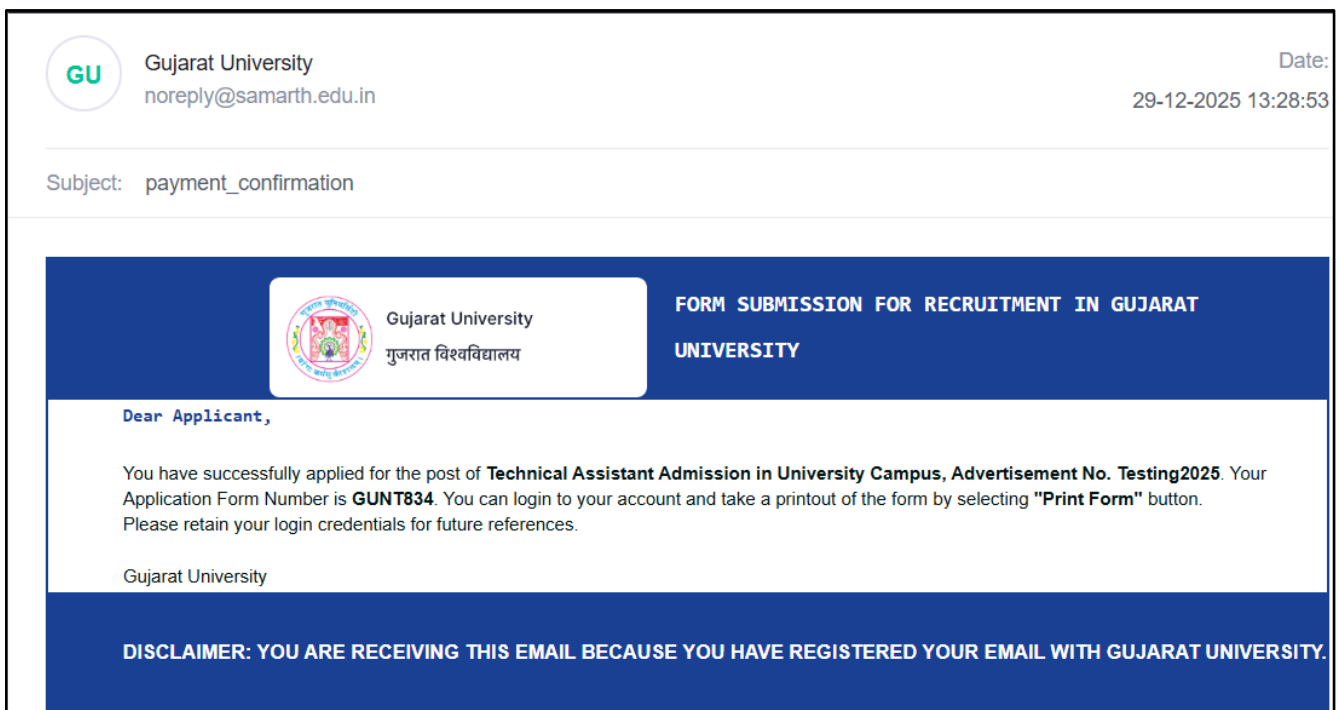 GU
Gujarat University
noreply@samarth.edu.in
Date:
29-12-2025 13:28:53
Subject: payment_confirmation
Gujarat University
गुजरात विश्वविद्यालय
FORM SUBMISSION FOR RECRUITMENT IN GUJARAT
UNIVERSITY
Dear Applicant,
You have successfully applied for the post of Technical Assistant Admission in University Campus, Advertisement No. Testing2025. Your
Application Form Number is GUNT834. You can login to your account and take a printout of the form by selecting "Print Form" button.
Please retain your login credentials for future references.
Gujarat University
DISCLAIMER: YOU ARE RECEIVING THIS EMAIL BECAUSE YOU HAVE REGISTERED YOUR EMAIL WITH GUJARAT UNIVERSITY.